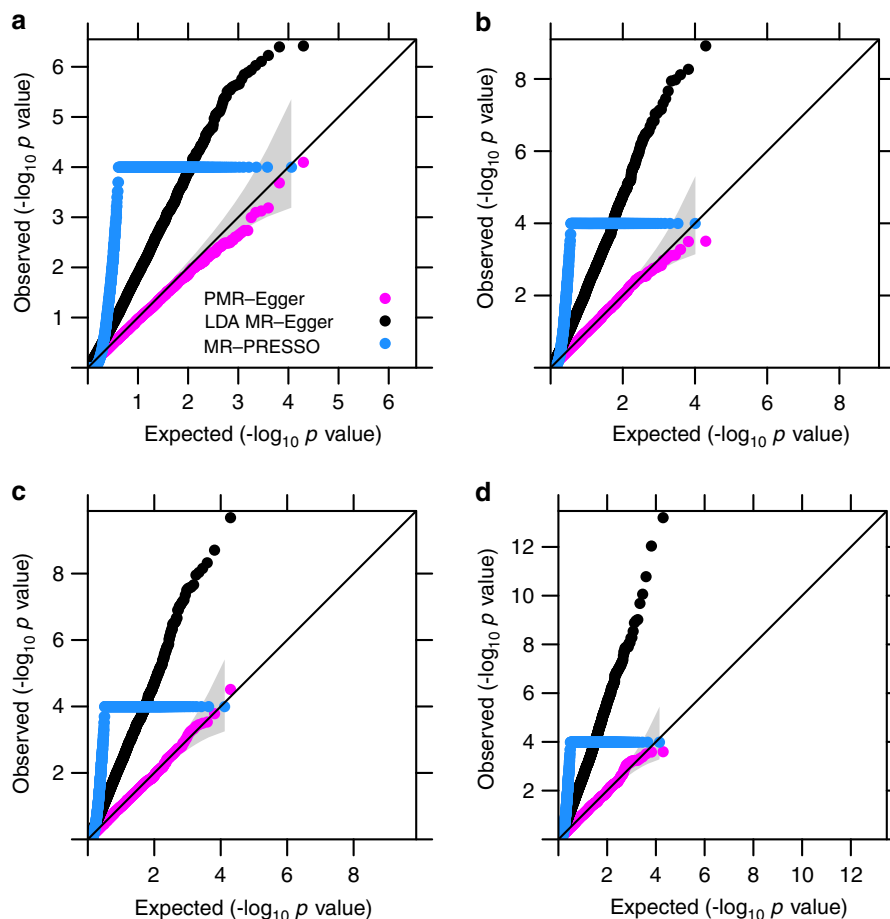 a
Observed (-log10 p value)
6
5
4
3
2
1
PMR–Egger
LDA MR–Egger
MR–PRESSO
1 2 3 4 5 6
Expected (-log10 p value)
b
Observed (-log10 p value)
8
6
4
2
2 4 6 8
Expected (-log10 p value)
c
Observed (-log10 p value)
8
6
4
2
2 4 6 8
Expected (-log10 p value)
d
Observed (-log10 p value)
12
10
8
6
4
2
2 4 6 8 10 12
Expected (-log10 p value)